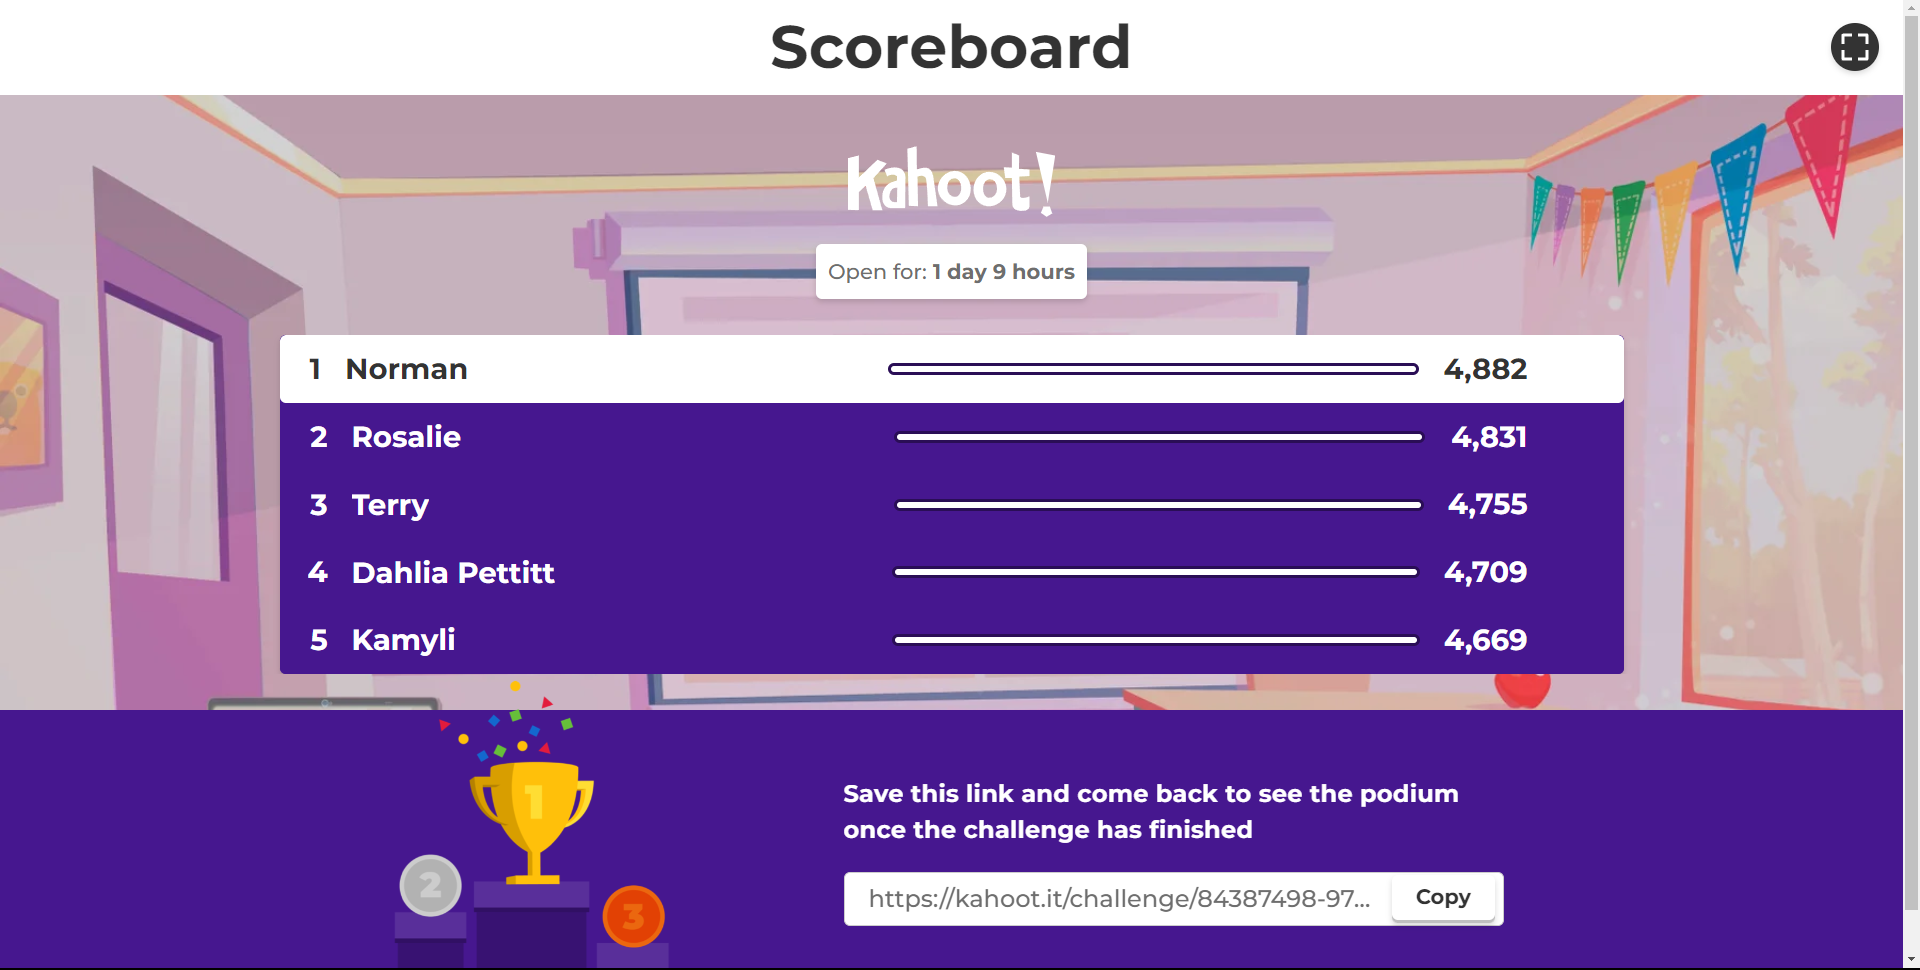 Scoreboard
Kahoot!
Open for: 1 day 9 hours
1 Norman 4,882
2 Rosalie 4,831
3 Terry 4,755
4 Dahlia Pettitt 4,709
5 Kamyli 4,669
1
2
3
Save this link and come back to see the podium
once the challenge has finished
https://kahoot.it/challenge/84387498-97... Copy